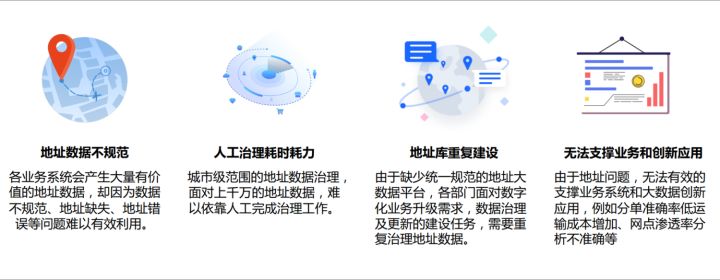 地址数据不规范
各业务系统会产生大量有价
值的地址数据，却因为数据
不规范、地址缺失、地址错
误等问题难以有效利用。
人工治理耗时耗力
城市级范围的地址数据治理，
面对上千万的地址数据，难
以依靠人工完成治理工作。
地址库重复建设
由于缺少统一规范的地址大
数据平台，各部门面对数字
化业务升级需求，数据治理
及更新的建设任务，需要重
复治理地址数据。
无法支撑业务和创新应用
由于地址问题，无法有效的
支撑业务系统和大数据创新
应用，例如分单准确率低运
输成本增加、网点渗透率分
析不准确等